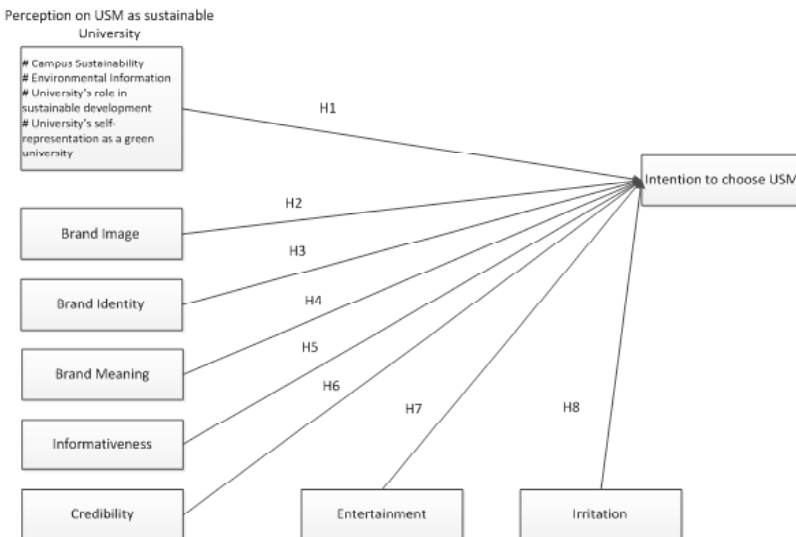 Perception on USM as sustainable
University
# Campus Sustainability
# Environmental Information
# University's role in
sustainable development
# University's self-
representation as a green
university
H1
Intention to choose USM
H2
Brand Image
H3
Brand Identity
H4
Brand Meaning
H5
Informativeness
H6
Credibility
H7
Entertainment
H8
Irritation